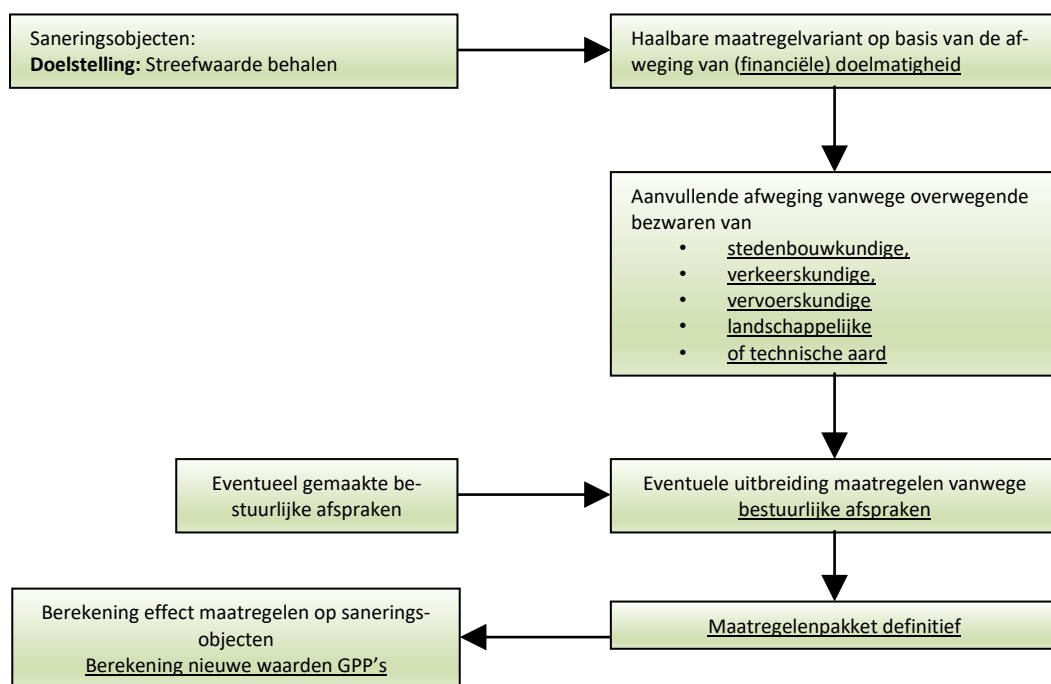 Saneringsobjecten:
Doelstelling: Streefwaarde behalen
Haalbare maatregelvariant op basis van de af-
weging van (financiële) doelmatigheid
Aanvullende afweging vanwege overwegende
bezwaren van
• stedenbouwkundige,
• verkeerskundige,
• vervoerskundige
• landschappelijke
• of technische aard
Eventueel gemaakte be-
stuurlijke afspraken
Eventuele uitbreiding maatregelen vanwege
bestuurlijke afspraken
Maatregelenpakket definitief
Berekening effect maatregelen op sanerings-
objecten
Berekening nieuwe waarden GPP's